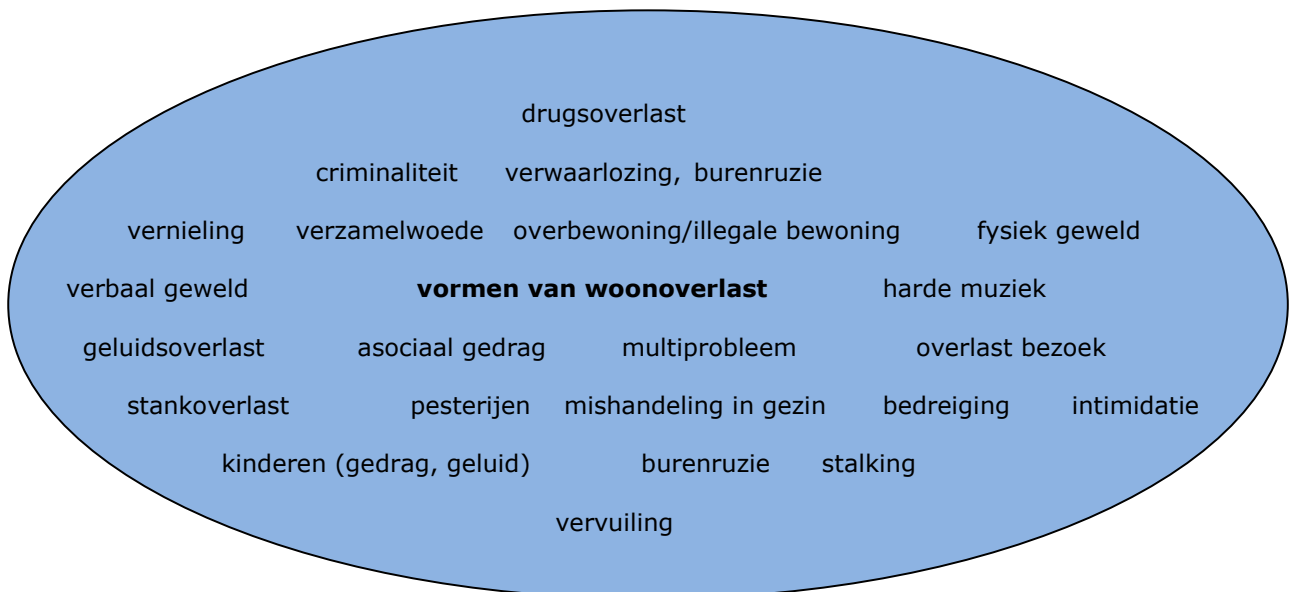 drugsoverlast
criminaliteit verwaarlozing, burenruzie
vernieling verzamelwoede overbewoning/illegale bewoning fysiek geweld
verbaal geweld vormen van woonoverlast harde muziek
geluidsoverlast asociaal gedrag multiprobleem overlast bezoek
stankoverlast pesterijen mishandeling in gezin bedreiging intimidatie
kinderen (gedrag, geluid) burenruzie stalking
vervuiling